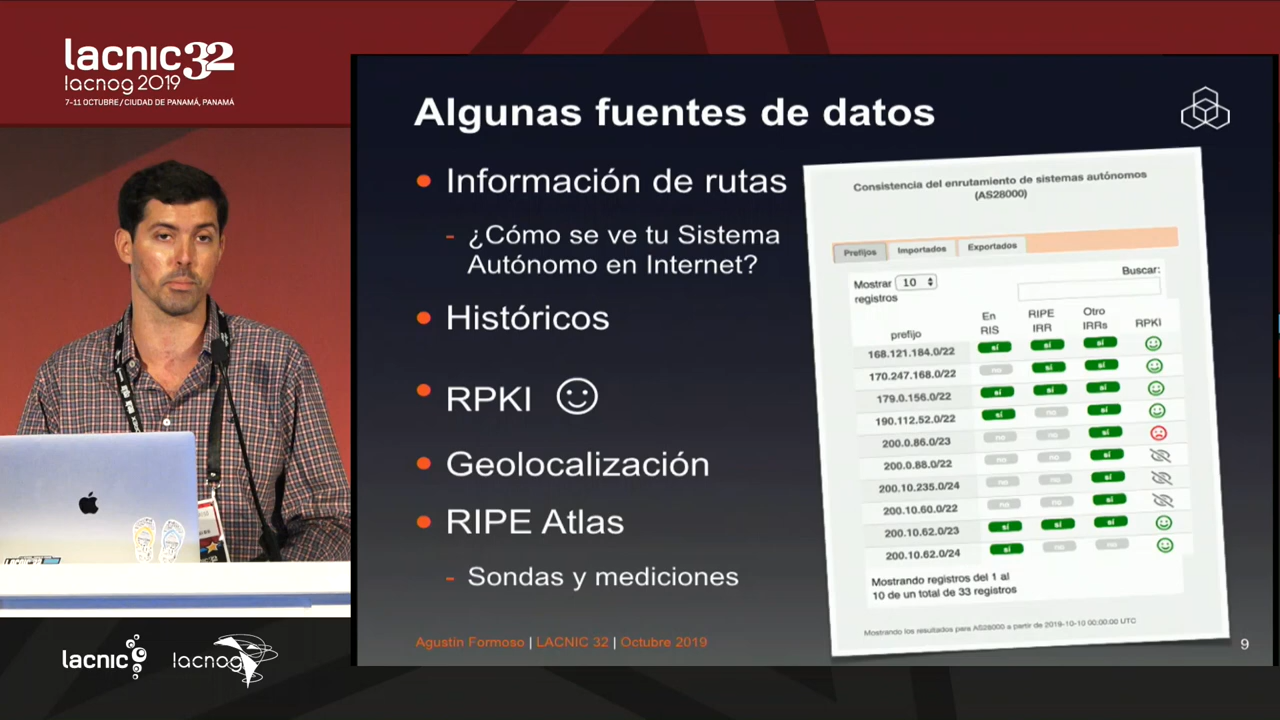 lacnic32
lacnog 2019
7-11 OCTUBRE / CIUDAD DE PANAMÁ, PANAMÁ
Algunas fuentes de datos
• Información de rutas
- ¿Cómo se ve tu Sistema
Autónomo en Internet?
• Históricos
• RPKI
• Geolocalización
• RIPE Atlas
- Sondas y mediciones
Consistencia del enrutamiento de sistemas autónomos
(AS28000)
Prefijos Importados Exportados
Mostrar 10
registros
Buscar:
prefijo En RIS RIPE IRR Otro IRRs RPKI
168.121.184.0/22 sí sí sí
170.247.168.0/22 no sí sí
179.0.156.0/22 sí sí sí
190.112.52.0/22 sí no sí
200.0.86.0/23 no no sí
200.0.88.0/22 no no sí
200.10.235.0/24 no no sí
200.10.60.0/22 no no sí
200.10.62.0/23 sí sí sí
200.10.62.0/24 sí no no
Mostrando registros del 1 al
10 de un total de 33 registros
Mostrando los resultados para AS28000 a partir de 2019-10-10 00:00:00 UTC
Agustín Formoso | LACNIC 32 | Octubre 2019
9
lacnic
lacnog